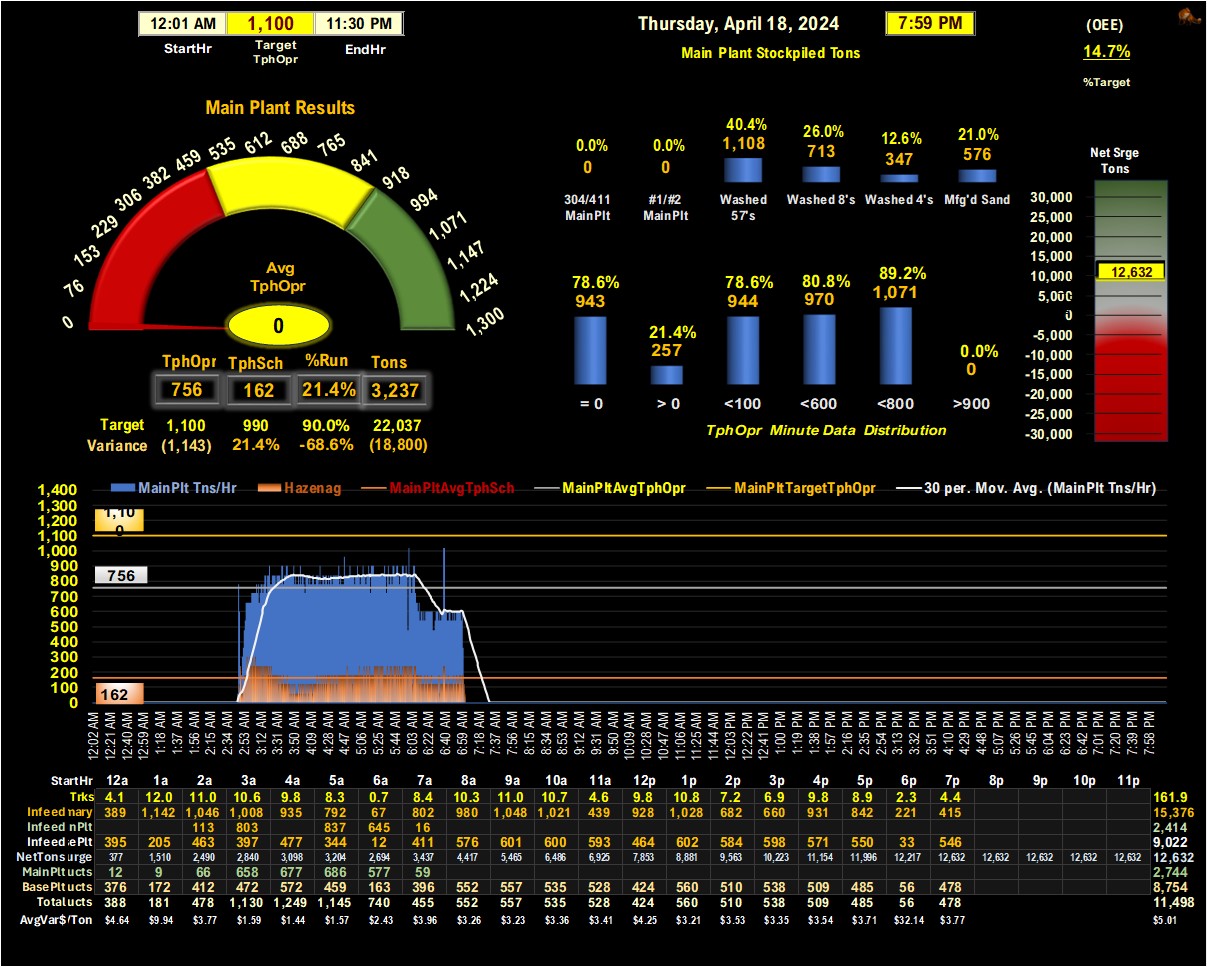 12:01 AM 1,100 11:30 PM
StartHr Target TphOpr EndHr
Thursday, April 18, 2024 7:59 PM
Main Plant Stockpiled Tons
(OEE)
14.7%
%Target
Main Plant Results
0 76 153 229 306 382 459 535 612 688 765 841 918 994 1,071 1,147 1,224 1,300
Avg
TphOpr
0
TphOpr TphSch %Run Tons
756 162 21.4% 3,237
Target 1,100 990 90.0% 22,037
Variance (1,143) 21.4% -68.6% (18,800)
0.0% 0.0% 40.4% 26.0% 12.6% 21.0%
0 0 1,108 713 347 576
304/411 #1/#2 Washed Washed 8's Washed 4's Mfg'd Sand
MainPlt MainPlt 57's
78.6% 21.4% 78.6% 80.8% 89.2% 0.0%
943 257 944 970 1,071 0
= 0 > 0 <100 <600 <800 >900
TphOpr Minute Data Distribution
Net Srge
Tons
30,000
25,000
20,000
15,000
12,632
10,000
5,000
0
-5,000
-10,000
-15,000
-20,000
-25,000
-30,000
MainPlt Tns/Hr Hazenag MainPltAvgTphSch MainPltAvgTphOpr MainPltTargetTphOpr 30 per. Mov. Avg. (MainPlt Tns/Hr)
1,400
1,300
1,200
1,100
1,000
900
800
700
600
500
400
300
200
100
0
1,10
0
756
162
12:02 AM 12:21 AM 12:40 AM 12:59 AM 1:18 AM 1:37 AM 1:56 AM 2:15 AM 2:34 AM 2:53 AM 3:12 AM 3:31 AM 3:50 AM 4:09 AM 4:28 AM 4:47 AM 5:06 AM 5:25 AM 5:44 AM 6:03 AM 6:22 AM 6:40 AM 6:59 AM 7:18 AM 7:37 AM 7:56 AM 8:15 AM 8:34 AM 8:53 AM 9:12 AM 9:31 AM 9:50 AM 10:09 AM 10:28 AM 10:47 AM 11:06 AM 11:25 AM 11:44 AM 12:03 PM 12:22 PM 12:41 PM 1:00 PM 1:19 PM 1:38 PM 1:57 PM 2:16 PM 2:35 PM 2:54 PM 3:13 PM 3:32 PM 3:51 PM 4:10 PM 4:29 PM 4:48 PM 5:07 PM 5:26 PM 5:45 PM 6:04 PM 6:23 PM 6:42 PM 7:01 PM 7:20 PM 7:39 PM 7:58 PM
StartHr 12a 1a 2a 3a 4a 5a 6a 7a 8a 9a 10a 11a 12p 1p 2p 3p 4p 5p 6p 7p 8p 9p 10p 11p
Trks 4.1 12.0 11.0 10.6 9.8 8.3 0.7 8.4 10.3 11.0 10.7 4.6 9.8 10.8 7.2 6.9 9.8 8.9 2.3 4.4 161.9
Infeed mary 389 1,142 1,046 1,008 935 792 67 802 980 1,048 1,021 439 928 1,028 682 660 931 842 221 415 15,376
Infeed nPlt 113 803 837 645 16 2,414
Infeed ePlt 395 205 463 397 477 344 12 411 576 601 600 593 464 602 584 598 571 550 33 546 9,022
NetTonsurge 377 1,510 2,490 2,840 3,098 3,204 2,694 3,437 4,417 5,465 6,486 6,925 7,853 8,881 9,563 10,223 11,154 11,996 12,217 12,632 12,632 12,632 12,632 12,632 12,632
MainPlt ucts 12 9 66 658 677 686 577 59 2,744
BasePlt ucts 376 172 412 472 572 459 163 396 552 557 535 528 424 560 510 538 509 485 56 478 8,754
Total ucts 388 181 478 1,130 1,249 1,145 740 455 552 557 535 528 424 560 510 538 509 485 56 478 11,498
AvgVar$/Ton $4.64 $9.94 $3.77 $1.59 $1.44 $1.57 $2.43 $3.96 $3.26 $3.23 $3.36 $3.41 $4.25 $3.21 $3.53 $3.35 $3.54 $3.71 $32.14 $3.77 $5.01